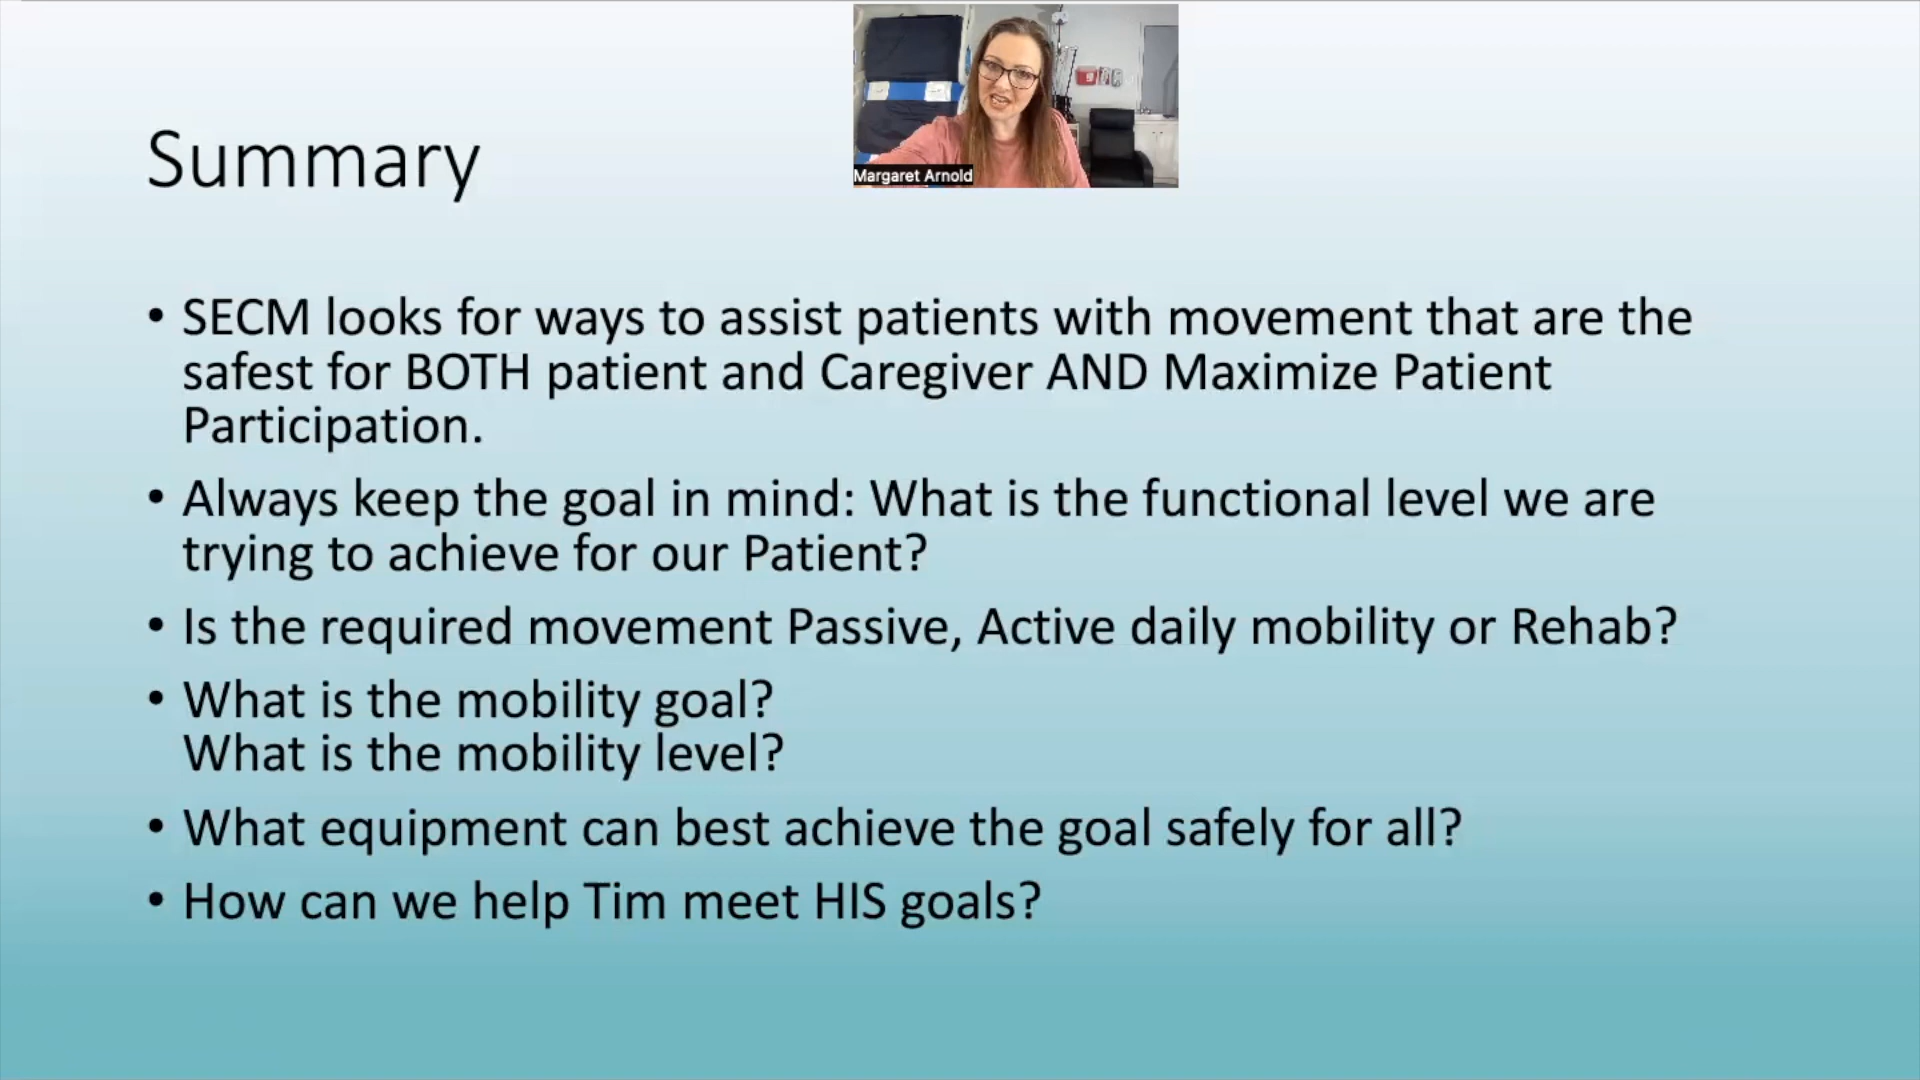 Margaret Arnold
Summary
• SECM looks for ways to assist patients with movement that are the
safest for BOTH patient and Caregiver AND Maximize Patient
Participation.
• Always keep the goal in mind: What is the functional level we are
trying to achieve for our Patient?
• Is the required movement Passive, Active daily mobility or Rehab?
• What is the mobility goal?
What is the mobility level?
• What equipment can best achieve the goal safely for all?
• How can we help Tim meet HIS goals?